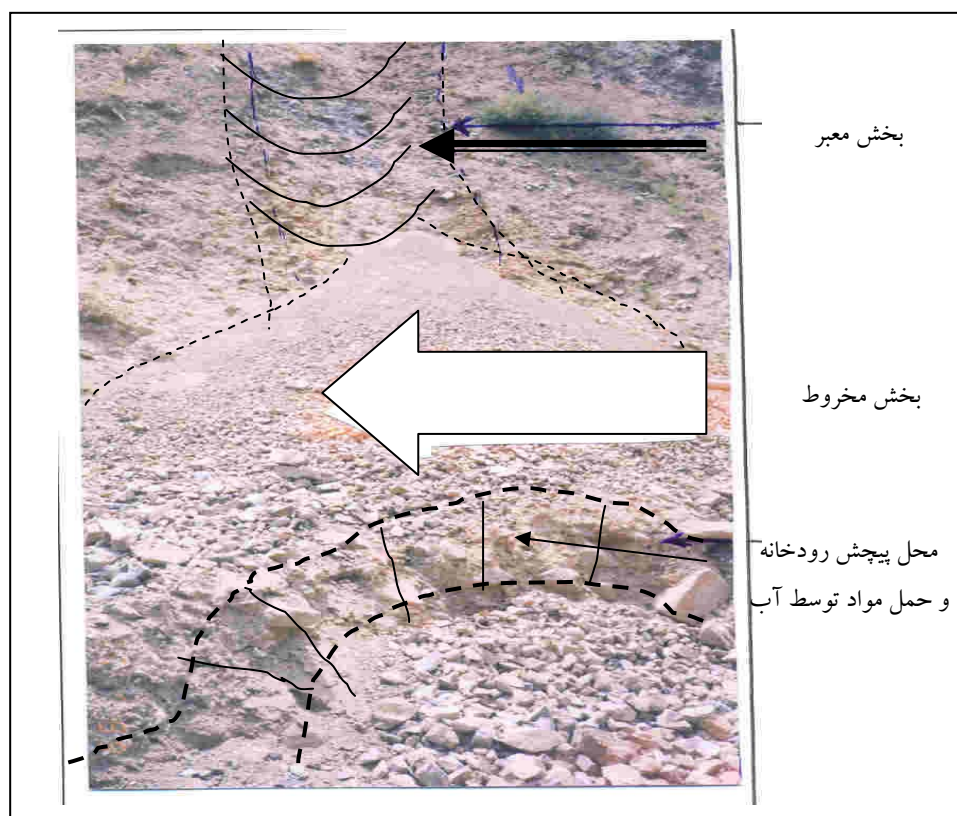 بخش معبر
بخش مخروط
محل پیچش رودخانه
و حمل مواد توسط آب